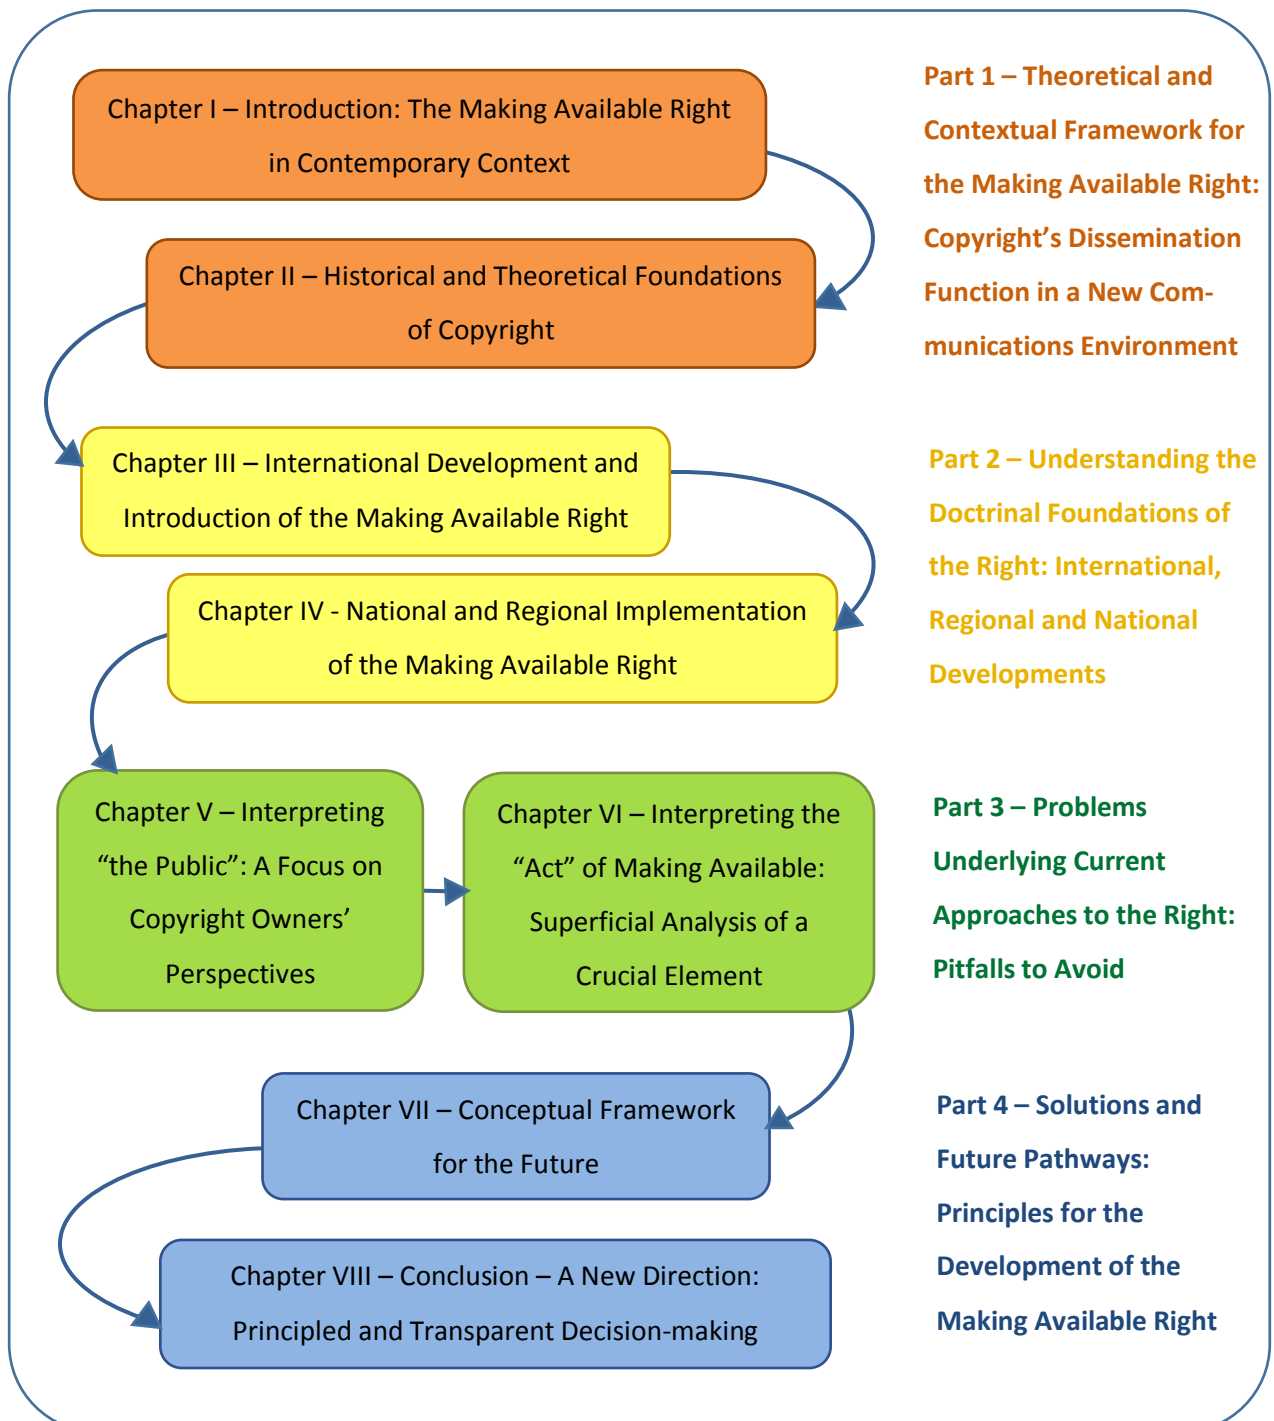 Chapter I – Introduction: The Making Available Right
in Contemporary Context
Chapter II – Historical and Theoretical Foundations
of Copyright
Part 1 – Theoretical and
Contextual Framework for
the Making Available Right:
Copyright’s Dissemination
Function in a New Com-
munications Environment
Chapter III – International Development and
Introduction of the Making Available Right
Chapter IV - National and Regional Implementation
of the Making Available Right
Part 2 – Understanding the
Doctrinal Foundations of
the Right: International,
Regional and National
Developments
Chapter V – Interpreting
“the Public”: A Focus on
Copyright Owners’
Perspectives
Chapter VI – Interpreting the
“Act” of Making Available:
Superficial Analysis of a
Crucial Element
Part 3 – Problems
Underlying Current
Approaches to the Right:
Pitfalls to Avoid
Chapter VII – Conceptual Framework
for the Future
Chapter VIII – Conclusion – A New Direction:
Principled and Transparent Decision-making
Part 4 – Solutions and
Future Pathways:
Principles for the
Development of the
Making Available Right